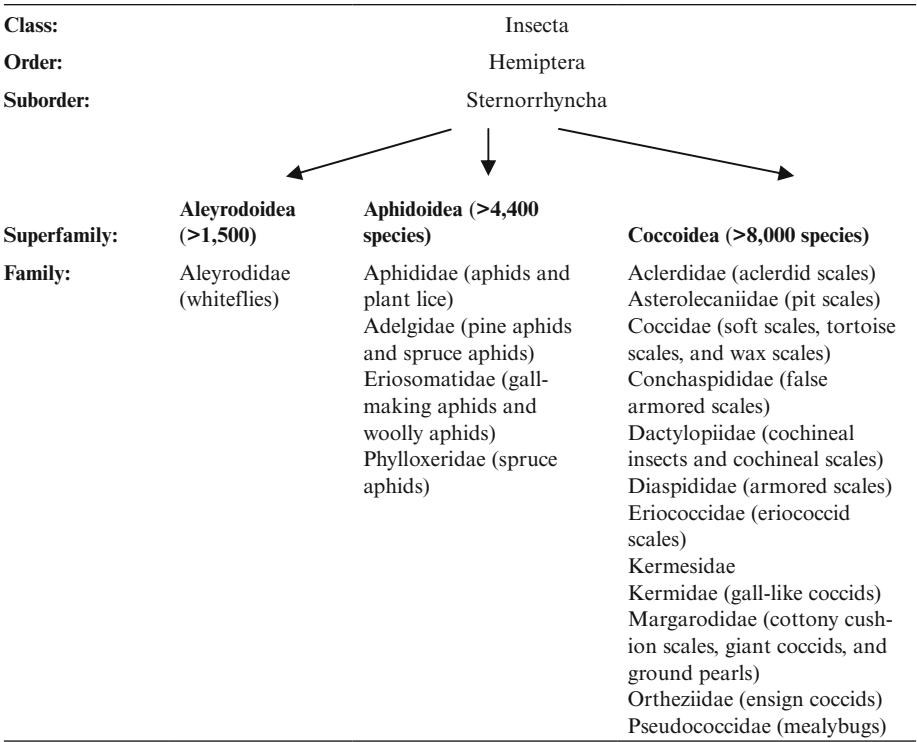 Class: Insecta
Order: Hemiptera
Suborder: Sternorrhyncha
Superfamily:
Aleyrodoidea
(>1,500)
Aphidoidea (>4,400
species)
Coccoidea (>8,000 species)
Family:
Aleyrodidae
(whiteflies)
Aphididae (aphids and
plant lice)
Adelgidae (pine aphids
and spruce aphids)
Eriosomatidae (gall-
making aphids and
woolly aphids)
Phylloxeridae (spruce
aphids)
Aclerdidae (aclerdid scales)
Asterolecaniidae (pit scales)
Coccidae (soft scales, tortoise
scales, and wax scales)
Conchaspididae (false
armored scales)
Dactylopiidae (cochineal
insects and cochineal scales)
Diaspididae (armored scales)
Eriococcidae (eriococcid
scales)
Kermesidae
Kermidae (gall-like coccids)
Margarodidae (cottony cush-
ion scales, giant coccids, and
ground pearls)
Ortheziidae (ensign coccids)
Pseudococcidae (mealybugs)